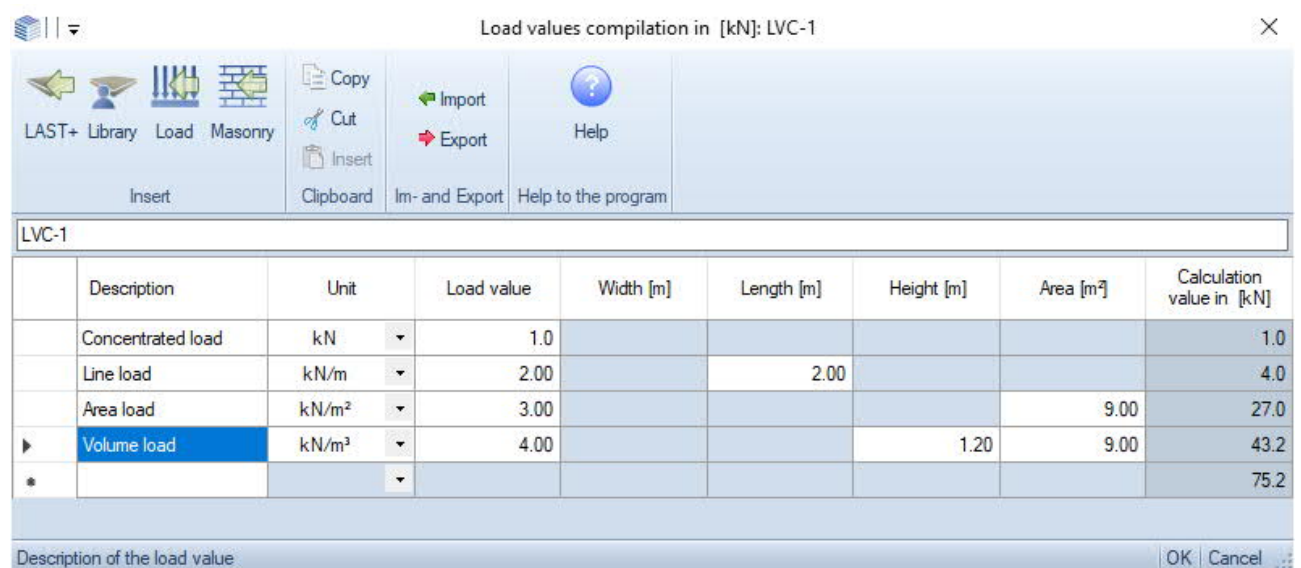 Load values compilation in [kN]: LVC-1
LAST+ Library Load Masonry
Copy
Cut
Insert
Import
Export
Help
Insert Clipboard Im- and Export Help to the program
LVC-1
Description Unit Load value Width [m] Length [m] Height [m] Area [m²] Calculation value in [kN]
Concentrated load kN 1.0 1.0
Line load kN/m 2.00 2.00 4.0
Area load kN/m² 3.00 9.00 27.0
Volume load kN/m³ 4.00 1.20 9.00 43.2
75.2
Description of the load value OK Cancel